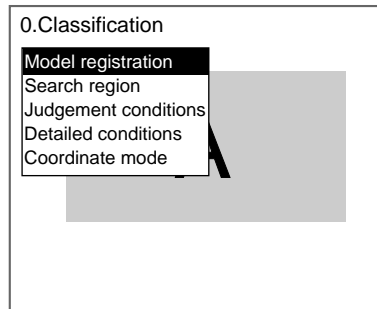 0.Classification
Model registration
Search region
Judgement conditions
Detailed conditions
Coordinate mode
A